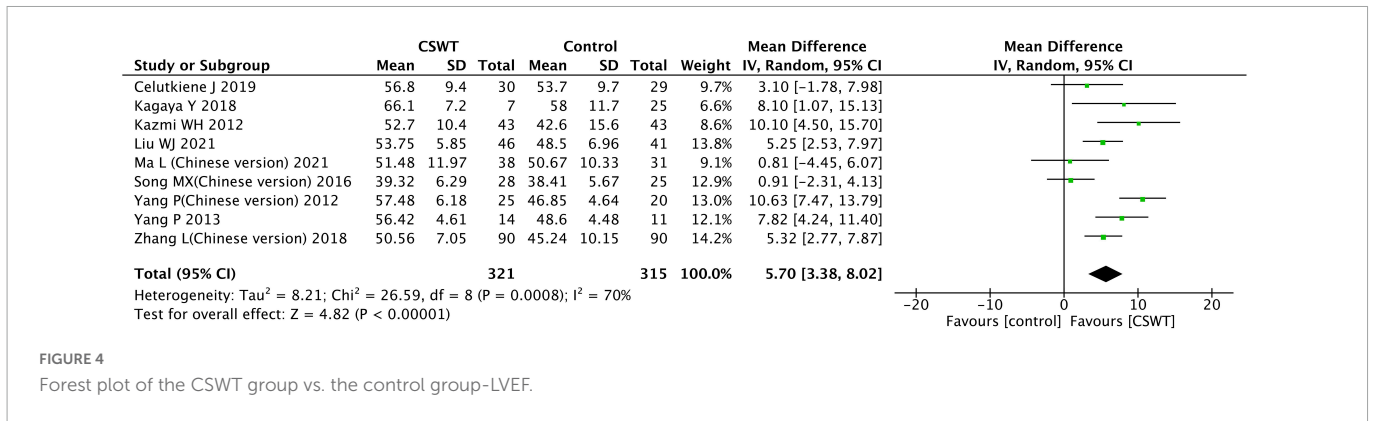 CSWT Control Mean Difference Mean Difference
Study or Subgroup Mean SD Total Mean SD Total Weight IV, Random, 95% CI IV, Random, 95% CI
Celutkiene J 2019 56.8 9.4 30 53.7 9.7 29 9.7% 3.10 [-1.78, 7.98]
Kagaya Y 2018 66.1 7.2 7 58 11.7 25 6.6% 8.10 [1.07, 15.13]
Kazmi WH 2012 52.7 10.4 43 42.6 15.6 43 8.6% 10.10 [4.50, 15.70]
Liu WJ 2021 53.75 5.85 46 48.5 6.96 41 13.8% 5.25 [2.53, 7.97]
Ma L (Chinese version) 2021 51.48 11.97 38 50.67 10.33 31 9.1% 0.81 [-4.45, 6.07]
Song MX(Chinese version) 2016 39.32 6.29 28 38.41 5.67 25 12.9% 0.91 [-2.31, 4.13]
Yang P(Chinese version) 2012 57.48 6.18 25 46.85 4.64 20 13.0% 10.63 [7.47, 13.79]
Yang P 2013 56.42 4.61 14 48.6 4.48 11 12.1% 7.82 [4.24, 11.40]
Zhang L(Chinese version) 2018 50.56 7.05 90 45.24 10.15 90 14.2% 5.32 [2.77, 7.87]
Total (95% CI) 321 315 100.0% 5.70 [3.38, 8.02]
Heterogeneity: Tau² = 8.21; Chi² = 26.59, df = 8 (P = 0.0008); I² = 70%
Test for overall effect: Z = 4.82 (P < 0.00001)
-20 -10 0 10 20
Favours [control] Favours [CSWT]
FIGURE 4
Forest plot of the CSWT group vs. the control group-LVEF.